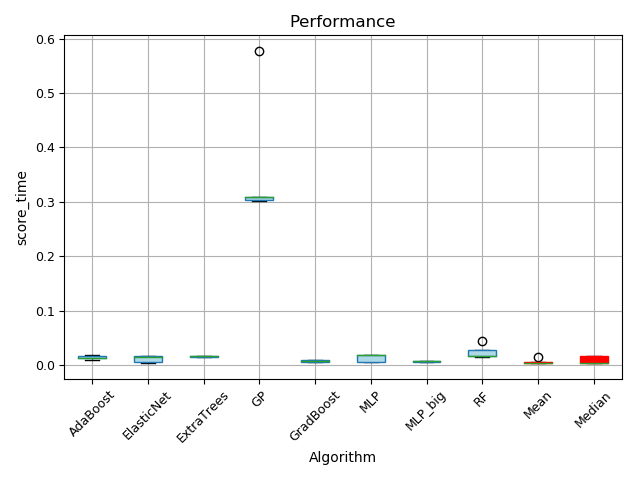 Performance
0.6
0.5
0.4
0.3
0.2
0.1
0.0
score_time
AdaBoost
ElasticNet
ExtraTrees
GP
GradBoost
MLP
MLP_big
RF
Mean
Median
Algorithm